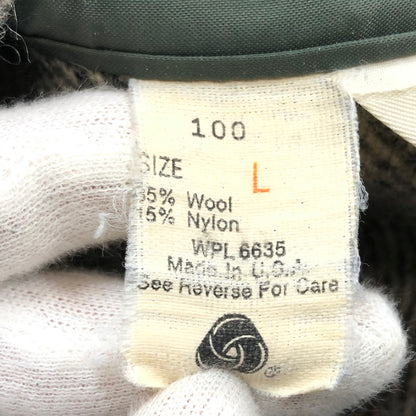 100
SIZE L
85% Wool
15% Nylon
WPL 6635
Made In U.S.A.
See Reverse For Care